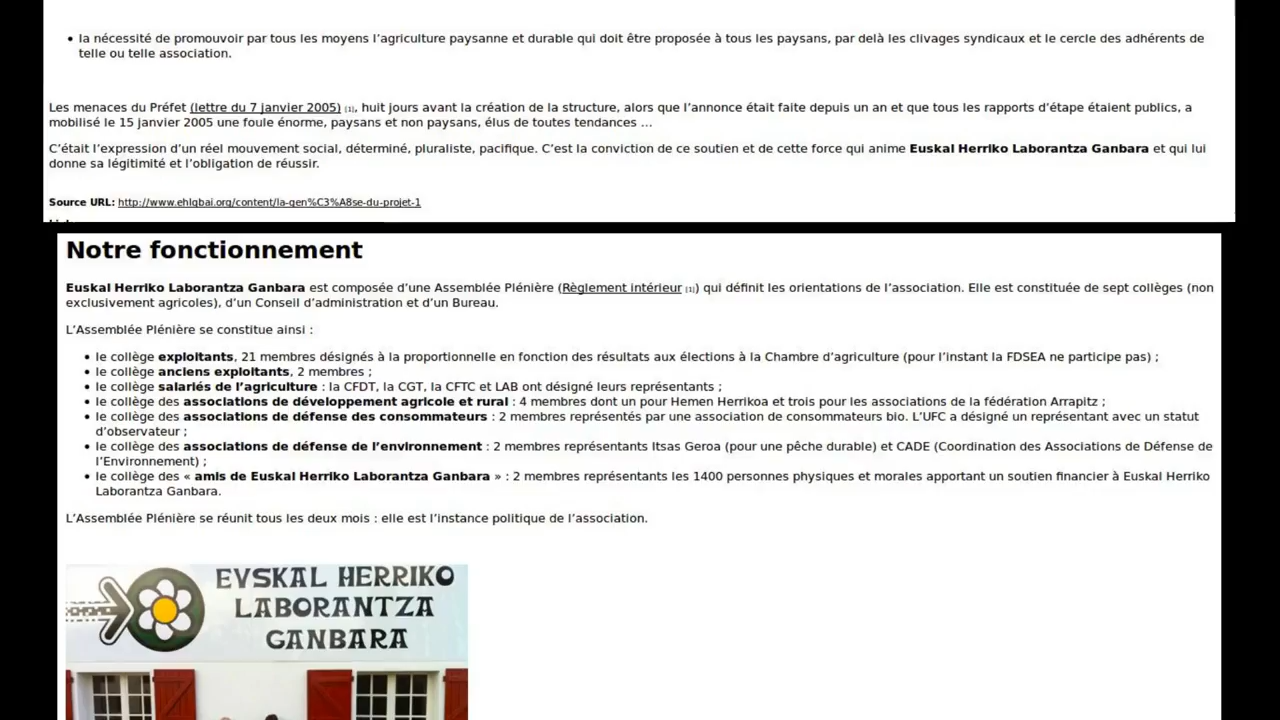 • la nécessité de promouvoir par tous les moyens l’agriculture paysanne et durable qui doit être proposée à tous les paysans, par delà les clivages syndicaux et le cercle des adhérents de
telle ou telle association.
Les menaces du Préfet (lettre du 7 janvier 2005) [1], huit jours avant la création de la structure, alors que l’annonce était faite depuis un an et que tous les rapports d’étape étaient publics, a
mobilisé le 15 janvier 2005 une foule énorme, paysans et non paysans, élus de toutes tendances …
C’était l’expression d’un réel mouvement social, déterminé, pluraliste, pacifique. C’est la conviction de ce soutien et de cette force qui anime Euskal Herriko Laborantza Ganbara et qui lui
donne sa légitimité et l’obligation de réussir.
Source URL: http://www.ehlgbai.org/content/la-gen%C3%A8se-du-projet-1
Notre fonctionnement
Euskal Herriko Laborantza Ganbara est composée d’une Assemblée Plénière (Règlement intérieur [1]) qui définit les orientations de l’association. Elle est constituée de sept collèges (non
exclusivement agricoles), d’un Conseil d’administration et d’un Bureau.
L’Assemblée Plénière se constitue ainsi :
• le collège exploitants, 21 membres désignés à la proportionnelle en fonction des résultats aux élections à la Chambre d’agriculture (pour l’instant la FDSEA ne participe pas) ;
• le collège anciens exploitants, 2 membres ;
• le collège salariés de l’agriculture : la CFDT, la CGT, la CFTC et LAB ont désigné leurs représentants ;
• le collège des associations de développement agricole et rural : 4 membres dont un pour Hemen Herrikoa et trois pour les associations de la fédération Arrapitz ;
• le collège des associations de défense des consommateurs : 2 membres représentés par une association de consommateurs bio. L’UFC a désigné un représentant avec un statut
d’observateur ;
• le collège des associations de défense de l’environnement : 2 membres représentants Itsas Geroa (pour une pêche durable) et CADE (Coordination des Associations de Défense de
l’Environnement) ;
• le collège des « amis de Euskal Herriko Laborantza Ganbara » : 2 membres représentants les 1400 personnes physiques et morales apportant un soutien financier à Euskal Herriko
Laborantza Ganbara.
L’Assemblée Plénière se réunit tous les deux mois : elle est l’instance politique de l’association.
EVSKAL HERRIKO
LABORANTZA
GANBARA